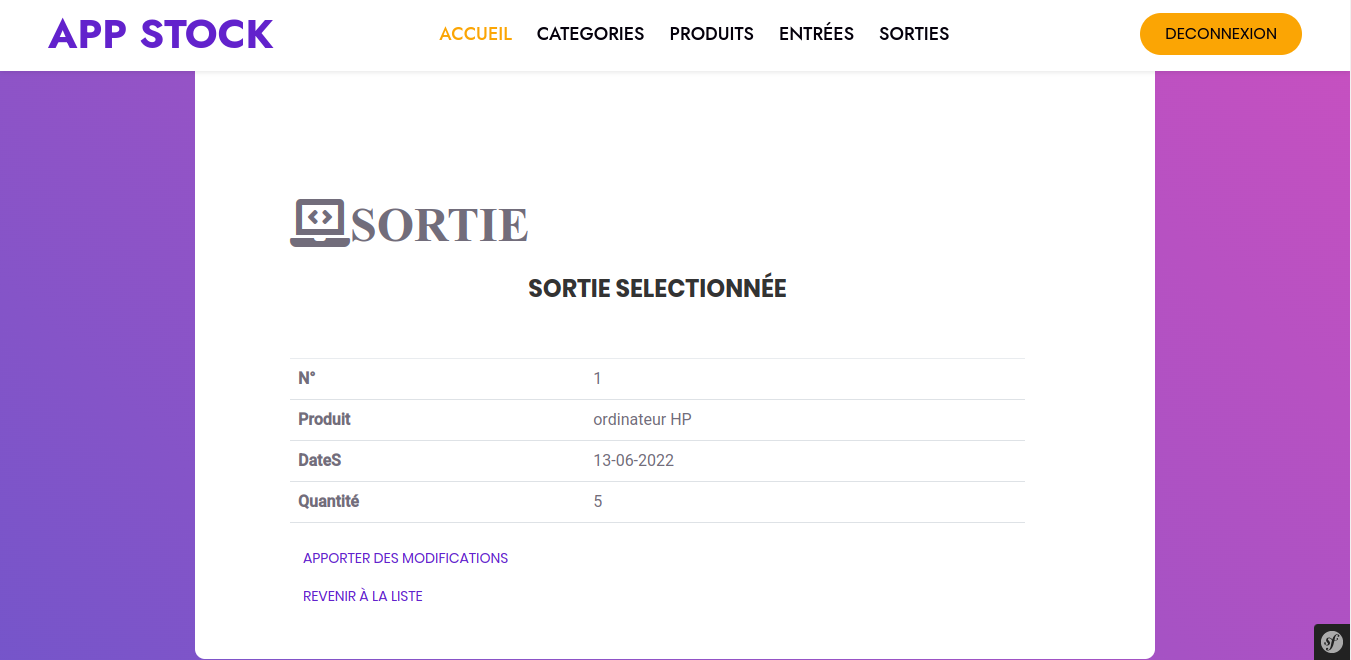 APP STOCK ACCUEIL CATEGORIES PRODUITS ENTRÉES SORTIES DECONNEXION
SORTIE
SORTIE SELECTIONNÉE
N° 1
Produit ordinateur HP
DateS 13-06-2022
Quantité 5
APPORTER DES MODIFICATIONS
REVENIR À LA LISTE
sf